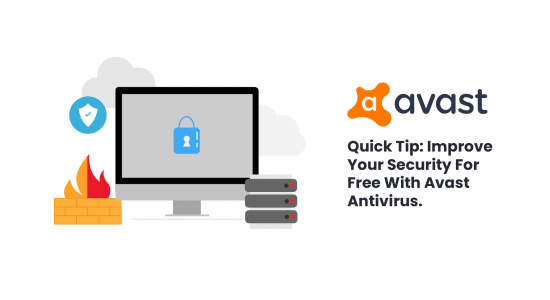 avast
Quick Tip: Improve
Your Security For
Free With Avast
Antivirus.